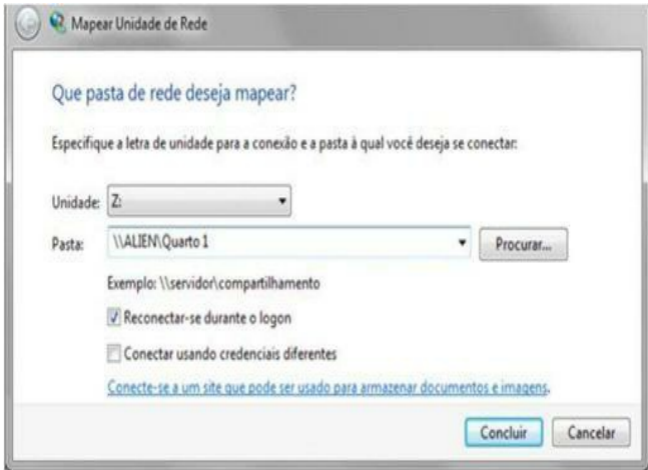 Mapear Unidade de Rede
Que pasta de rede deseja mapear?
Especifique a letra de unidade para a conexão e a pasta à qual você deseja se conectar:
Unidade: Z:
Pasta: \\ALIEN\Quarto 1 Procurar...
Exemplo: \\servidor\compartilhamento
Reconectar-se durante o logon
Conectar usando credenciais diferentes
Conecte-se a um site que pode ser usado para armazenar documentos e imagens.
Concluir Cancelar